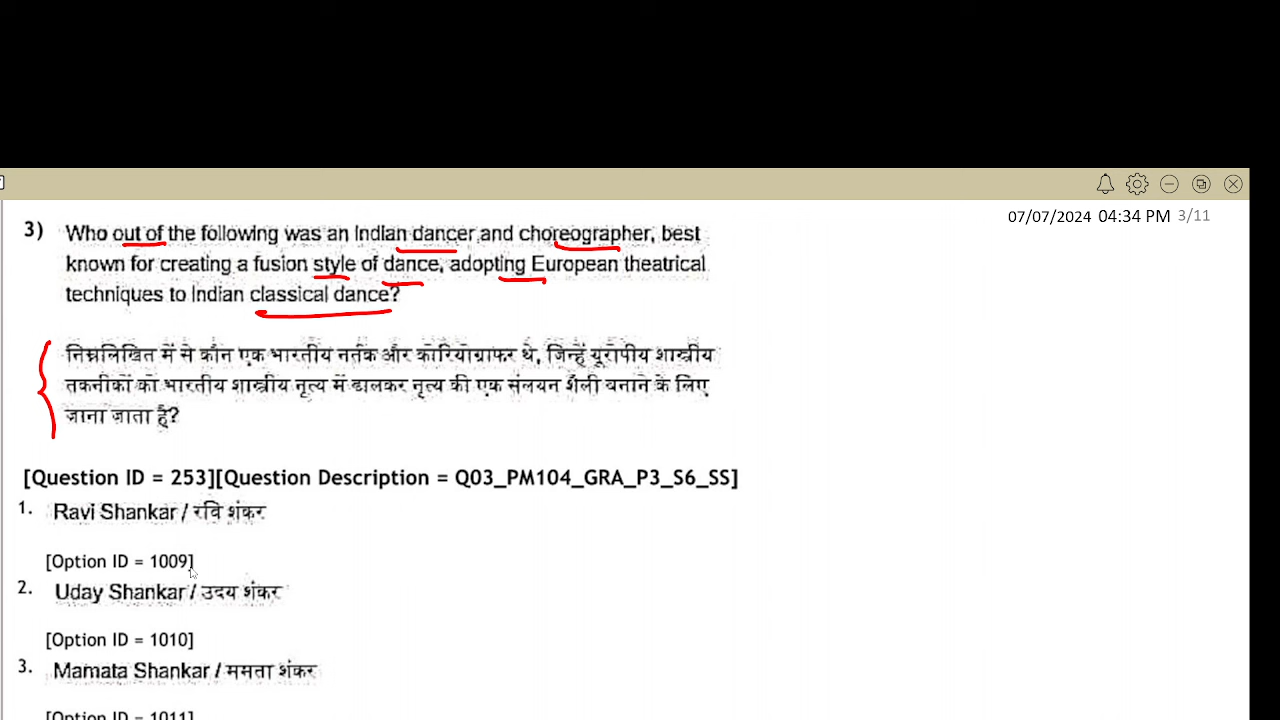 07/07/2024 04:34 PM 3/11
3) Who out of the following was an Indian dancer and choreographer, best
known for creating a fusion style of dance, adopting European theatrical
techniques to Indian classical dance?
निम्नलिखित में से कौन एक भारतीय नर्तक और कोरियोग्राफर थे, जिन्हें यूरोपीय शास्त्रीय
तकनीकों को भारतीय शास्त्रीय नृत्य में डालकर नृत्य की एक संलयन शैली बनाने के लिए
जाना जाता है?
[Question ID = 253][Question Description = Q03_PM104_GRA_P3_S6_SS]
1. Ravi Shankar / रवि शंकर
[Option ID = 1009]
2. Uday Shankar / उदय शंकर
[Option ID = 1010]
3. Mamata Shankar / ममता शंकर
[Option ID = 1011]